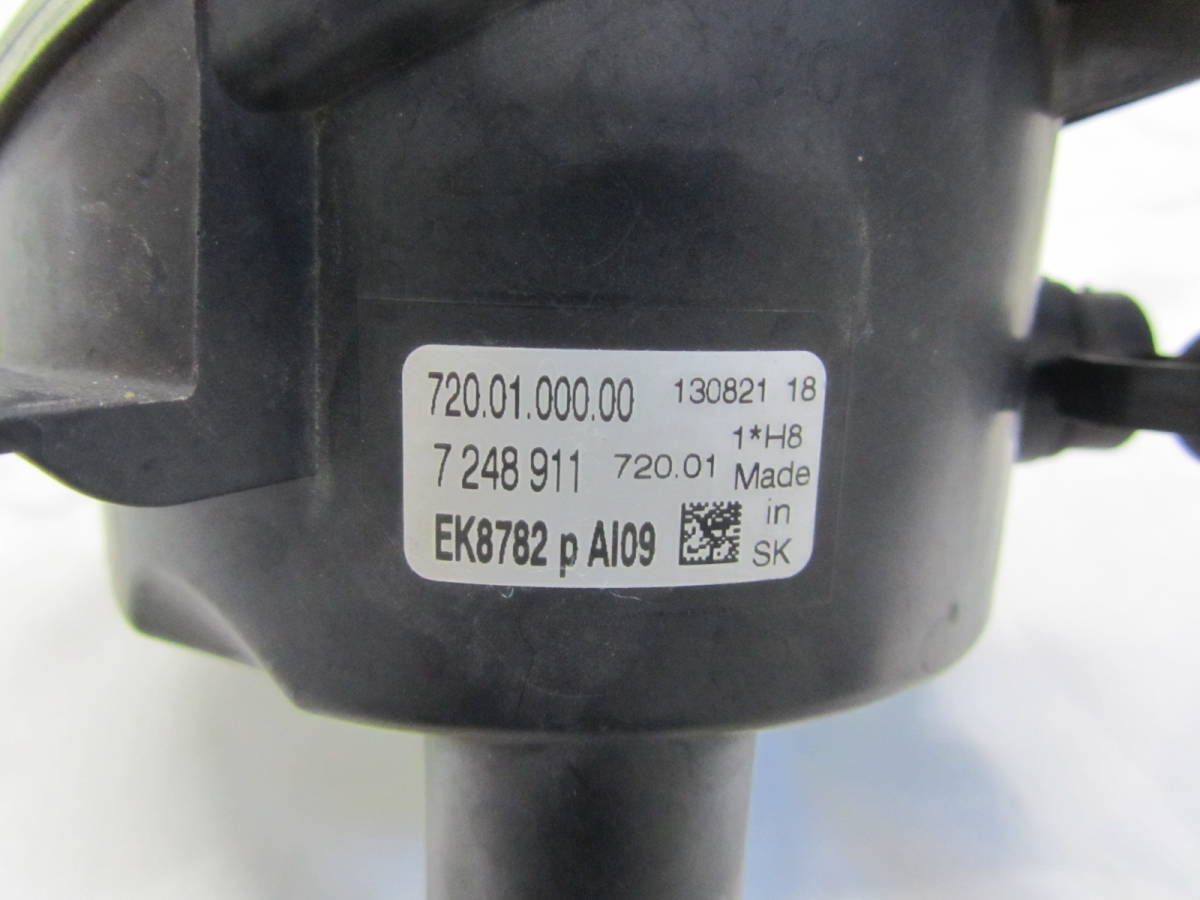 720.01.000.00 130821 18
1*H8
7 248 911 720.01 Made
in
EK8782 p AI09 SK